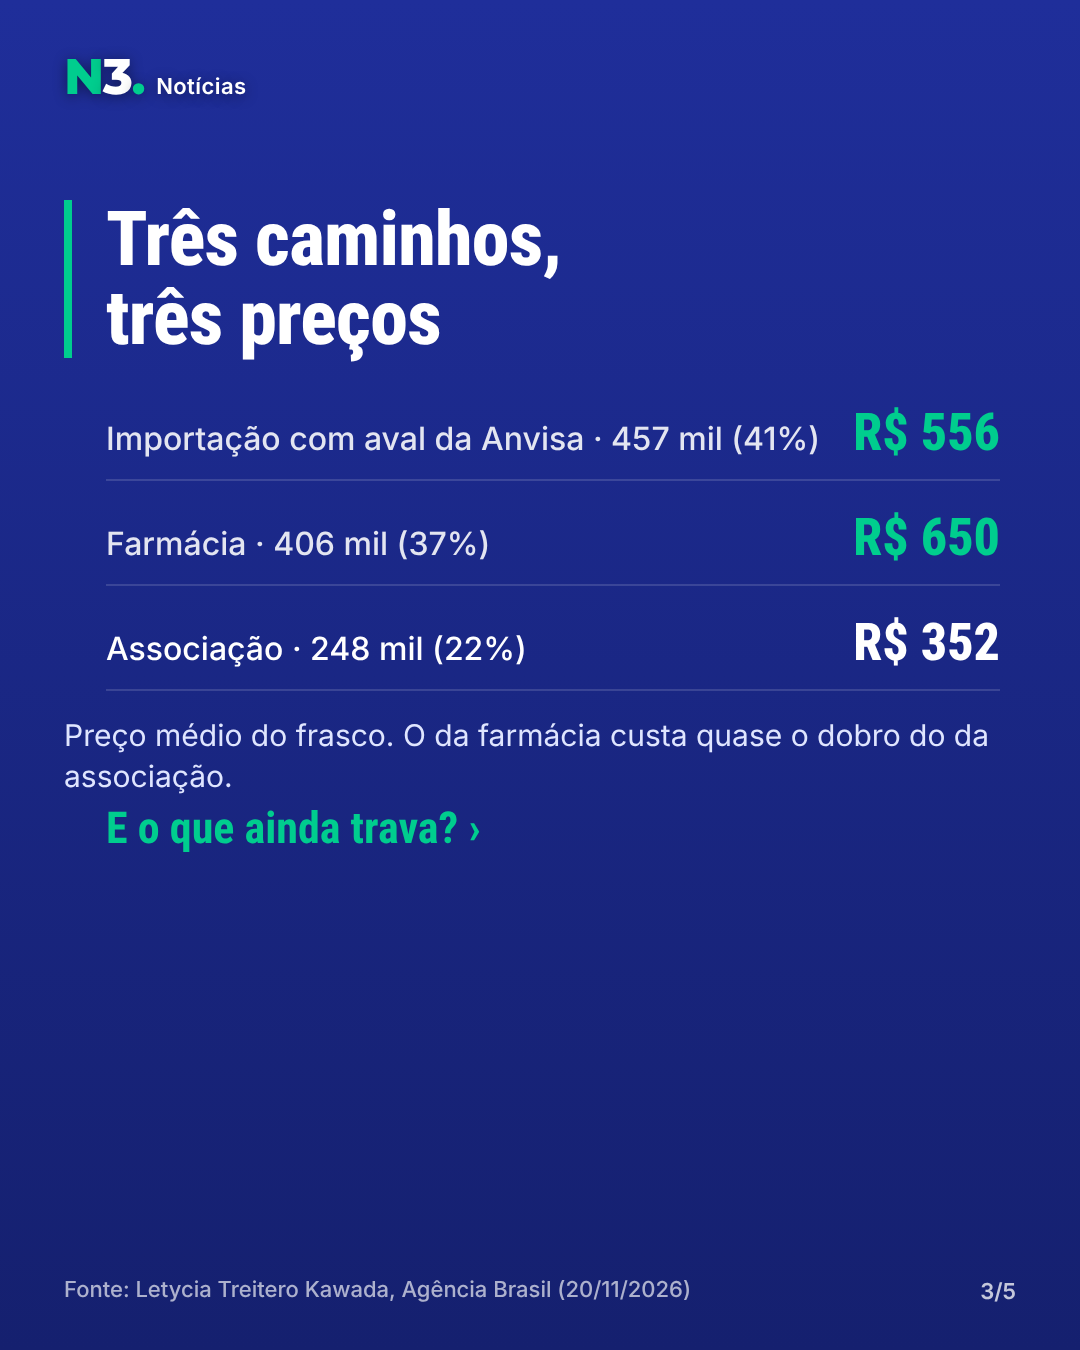 N3. Notícias
Três caminhos,
três preços
Importação com aval da Anvisa · 457 mil (41%) R$ 556
Farmácia · 406 mil (37%) R$ 650
Associação · 248 mil (22%) R$ 352
Preço médio do frasco. O da farmácia custa quase o dobro do da
associação.
E o que ainda trava? ›
Fonte: Letycia Treitero Kawada, Agência Brasil (20/11/2026) 3/5